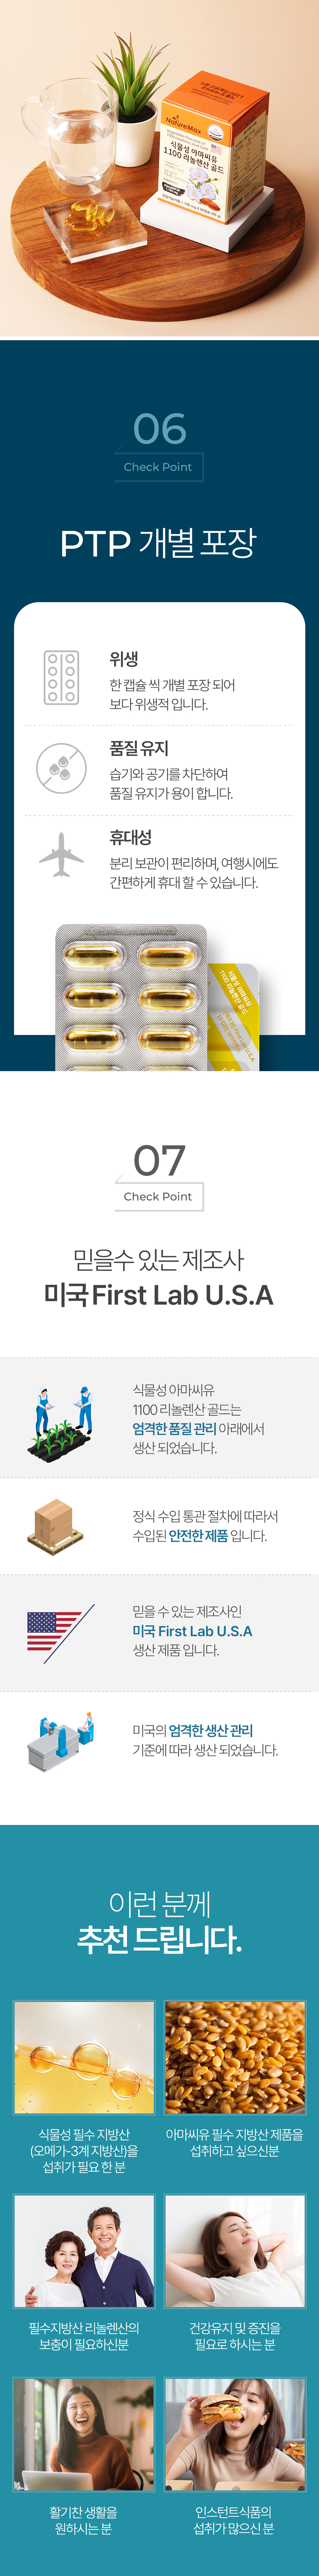 NatureMax
식물성 아마씨유
1100 리놀렌산 골드
06
Check Point
PTP 개별 포장
위생
한 캡슐 씩 개별 포장 되어
보다 위생적 입니다.
품질 유지
습기와 공기를 차단하여
품질 유지가 용이 합니다.
휴대성
분리 보관이 편리하며, 여행시에도
간편하게 휴대 할 수 있습니다.
식물성 아마씨유
1100 리놀렌산 골드
07
Check Point
믿을수 있는 제조사
미국 First Lab U.S.A
식물성 아마씨유
1100 리놀렌산 골드는
엄격한 품질 관리 아래에서
생산 되었습니다.
정식 수입 통관 절차에 따라서
수입된 안전한 제품 입니다.
믿을 수 있는 제조사인
미국 First Lab U.S.A
생산 제품 입니다.
미국의 엄격한 생산 관리
기준에 따라 생산 되었습니다.
이런 분께
추천 드립니다.
식물성 필수 지방산
(오메가-3계 지방산)을
섭취가 필요 한 분
아마씨유 필수 지방산 제품을
섭취하고 싶으신분
필수지방산 리놀렌산의
보충이 필요하신분
건강유지 및 증진을
필요로 하시는 분
활기찬 생활을
원하시는 분
인스턴트식품의
섭취가 많으신 분